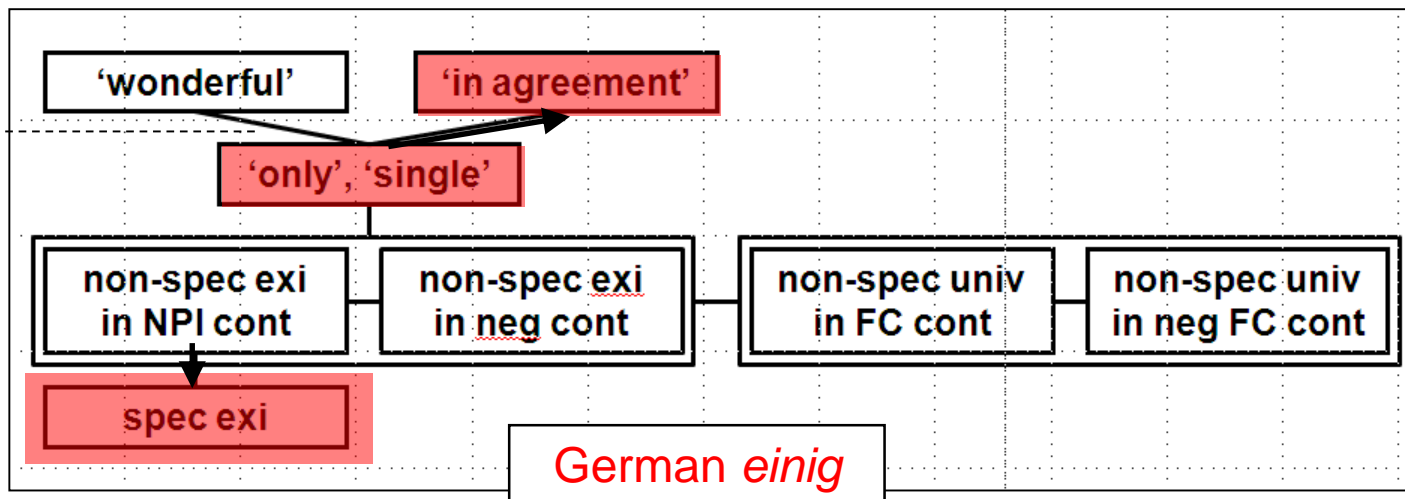 ‘wonderful’
‘in agreement’
‘only’, ‘single’
non-spec exi
in NPI cont
non-spec exi
in neg cont
non-spec univ
in FC cont
non-spec univ
in neg FC cont
spec exi
German einig